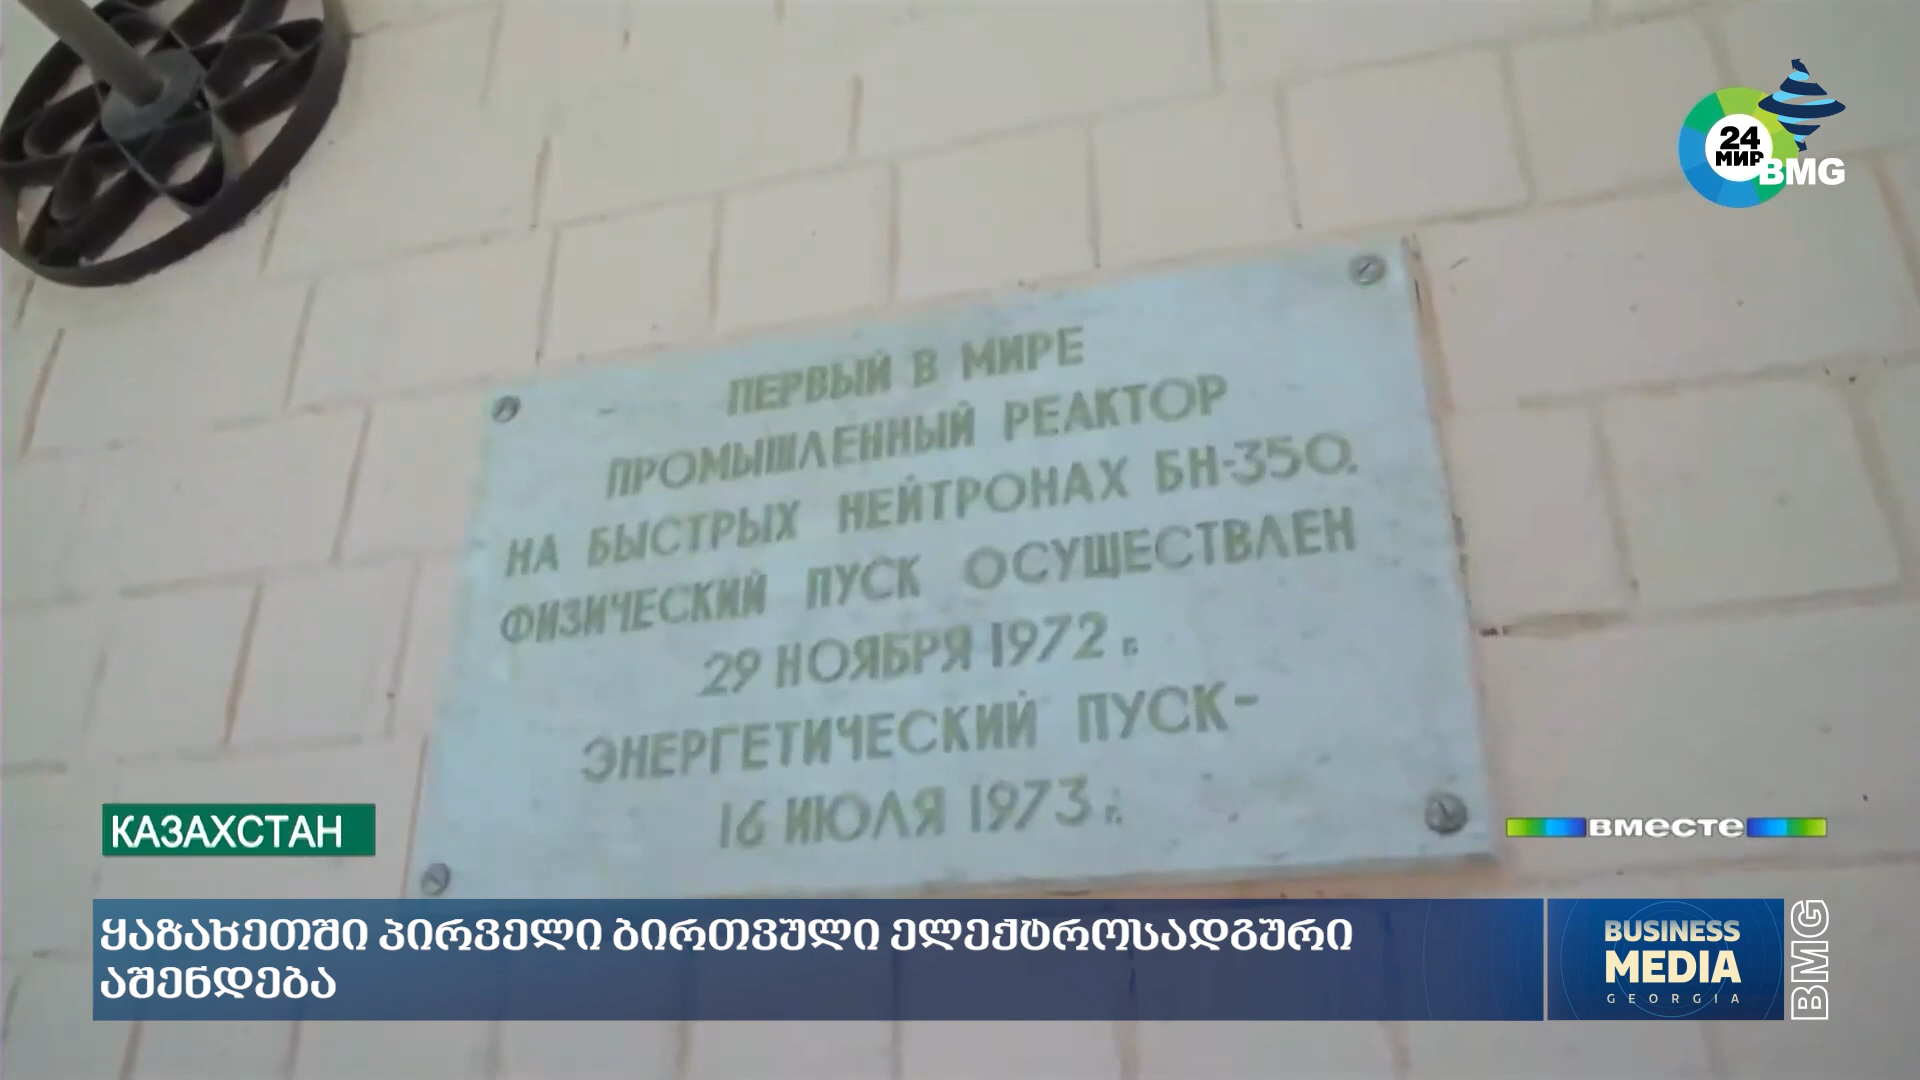 24
МИР
BMG
ПЕРВЫЙ В МИРЕ
ПРОМЫШЛЕННЫЙ РЕАКТОР
НА БЫСТРЫХ НЕЙТРОНАХ БН-350.
ФИЗИЧЕСКИЙ ПУСК ОСУЩЕСТВЛЕН
29 НОЯБРЯ 1972 г.
ЭНЕРГЕТИЧЕСКИЙ ПУСК-
16 ИЮЛЯ 1973 г.
КАЗАХСТАН
ВМЕСТЕ
ყაზახეთში პირველი ბირთვული ელექტროსადგური
აშენდება
BUSINESS
MEDIA
GEORGIA
BMG